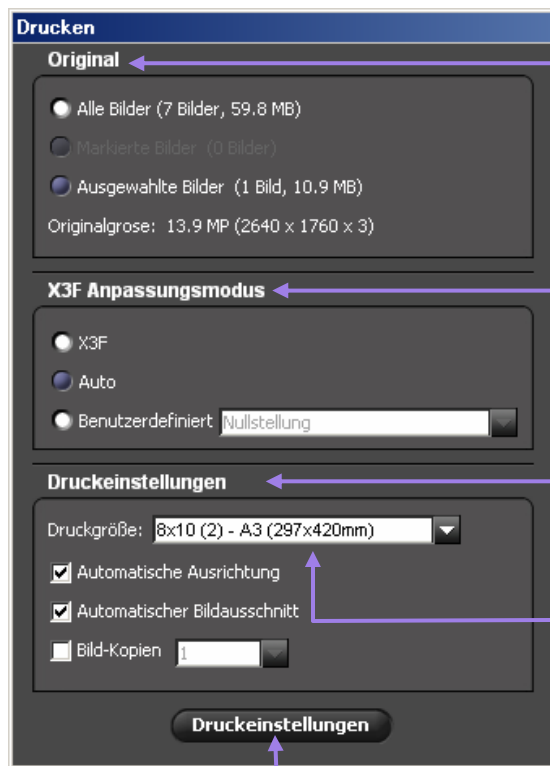 Drucken
Original
Alle Bilder (7 Bilder, 59.8 MB)
Markierte Bilder (0 Bilder)
Ausgewahlte Bilder (1 Bild, 10.9 MB)
Originalgrose: 13.9 MP (2640 x 1760 x 3)
X3F Anpassungsmodus
X3F
Auto
Benutzerdefiniert Nullstellung
Druckeinstellungen
Druckgröße: 8x10 (2) - A3 (297x420mm)
Automatische Ausrichtung
Automatischer Bildausschnitt
Bild-Kopien 1
Druckeinstellungen